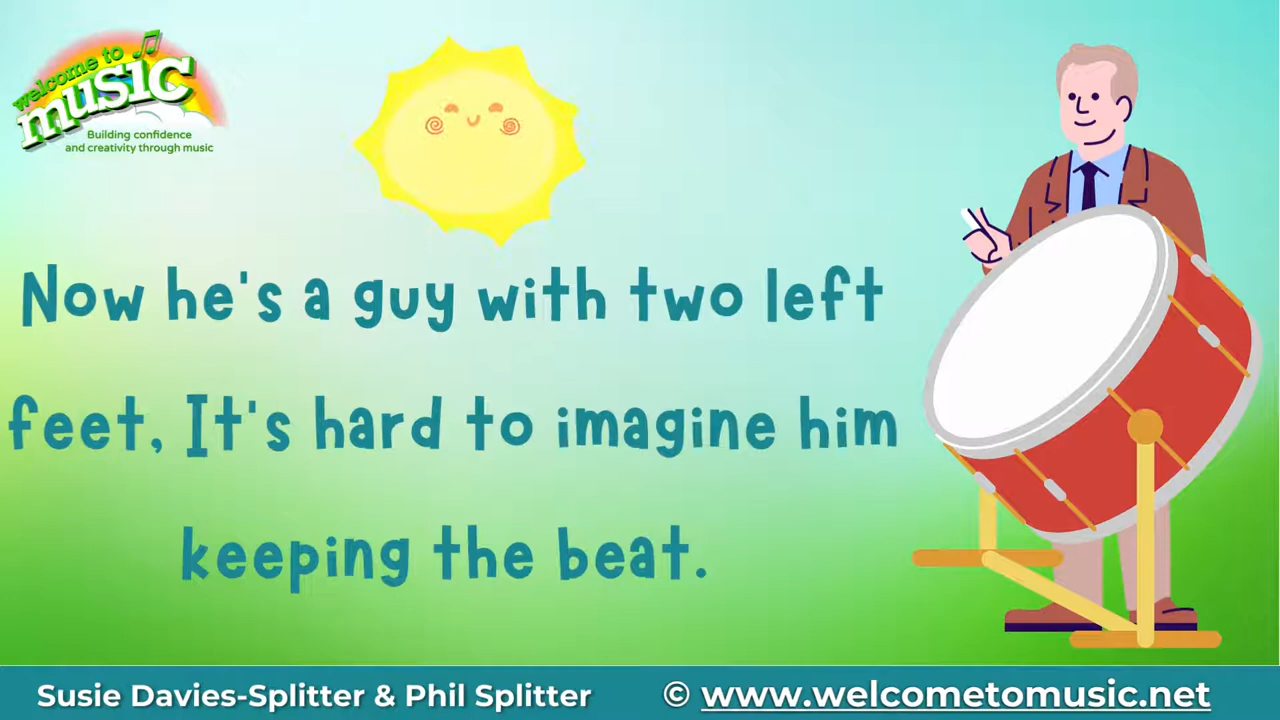 welcome to
music
Building confidence
and creativity through music
Now he's a guy with two left
feet, It's hard to imagine him
keeping the beat.
Susie Davies-Splitter & Phil Splitter
© www.welcometomusic.net